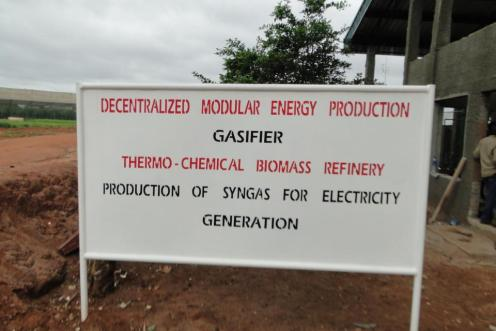 DECENTRALIZED MODULAR ENERGY PRODUCTION
GASIFIER
THERMO-CHEMICAL BIOMASS REFINERY
PRODUCTION OF SYNGAS FOR ELECTRICITY
GENERATION